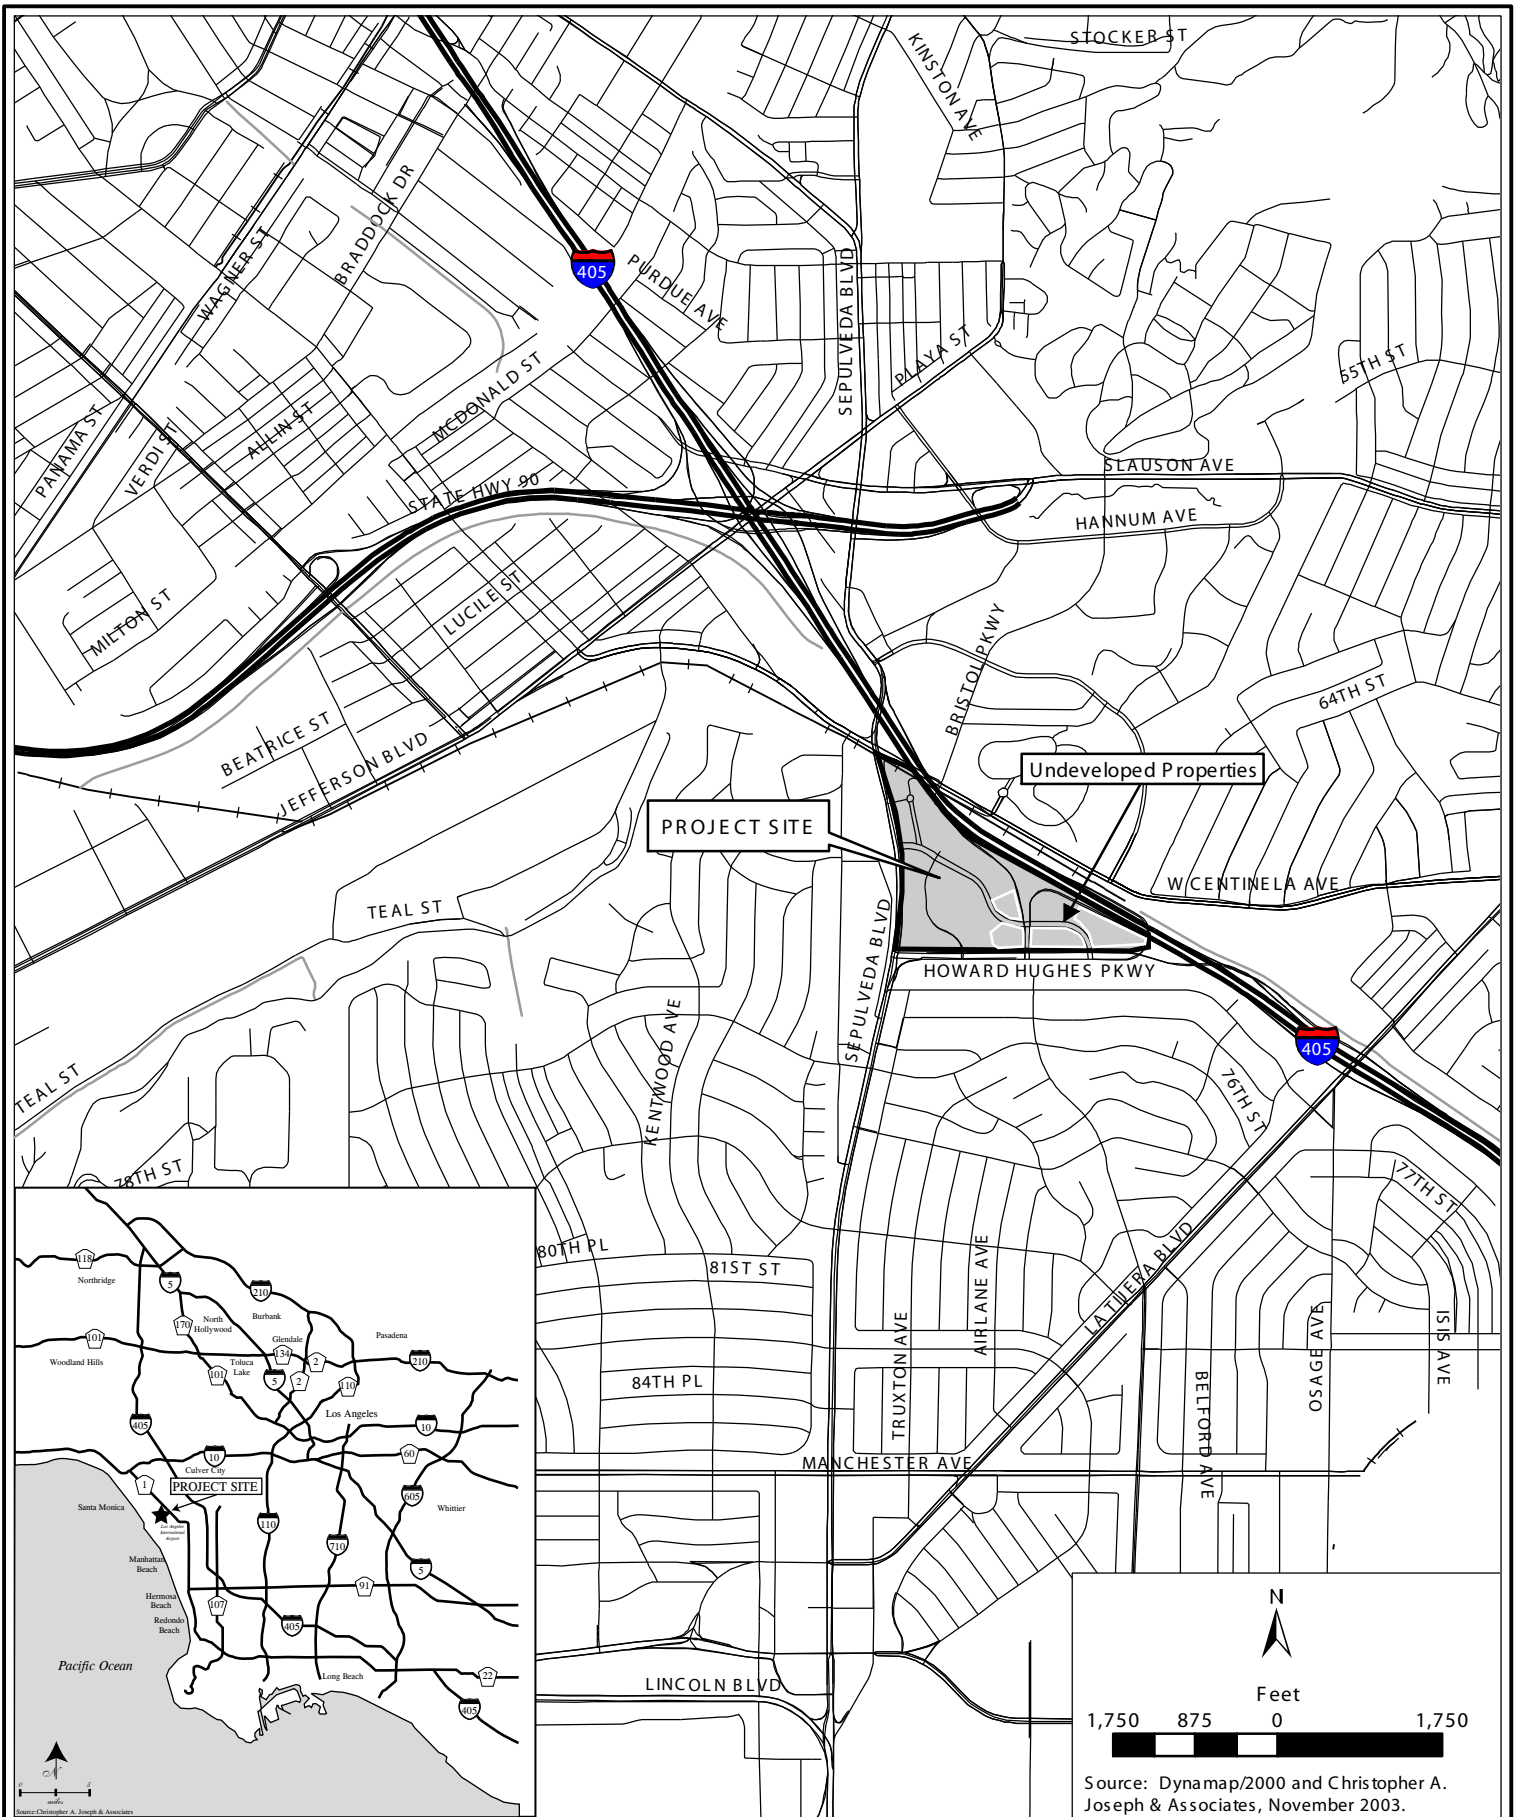 STOCKER ST
KINSTON AVE
BRADDOCK DR
WAGNER ST
405
PURDUE AVE
SEPULVEDA BLVD
PLAYA ST
55TH ST
MCDONALD ST
ALLIN ST
VERDI ST
PANAMA ST
STATE HWY 90
SLAUSON AVE
HANNUM AVE
LUCILE ST
MILTON ST
BRISTOL PKWY
64TH ST
BEATRICE ST
JEFFERSON BLVD
Undeveloped Properties
PROJECT SITE
W CENTINELA AVE
TEAL ST
SEPULVEDA BLVD
HOWARD HUGHES PKWY
KENTWOOD AVE
405
76TH ST
TEAL ST
78TH ST
77TH ST
80TH PL
81ST ST
LA TIJERA BLVD
AIRLANE AVE
TRUXTON AVE
OSAGE AVE
ISIS AVE
84TH PL
BELFORD AVE
MANCHESTER AVE
LINCOLN BLVD
118
Northridge
5
210
170
North
Hollywood
Burbank
Glendale
Pasadena
101
134
2
210
Woodland Hills
Toluca
Lake
101
5
2
110
Los Angeles
405
10
10
60
Culver City
1
PROJECT SITE
605
Santa Monica
Whittier
Los Angeles
International
Airport
110
710
Manhattan
Beach
5
91
Hermosa
Beach
107
Redondo
Beach
405
Pacific Ocean
Long Beach
22
405
N
0 5
miles
Source:Christopher A. Joseph & Associates
N
Feet
1,750 875 0 1,750
Source: Dynamap/2000 and Christopher A.
Joseph & Associates, November 2003.